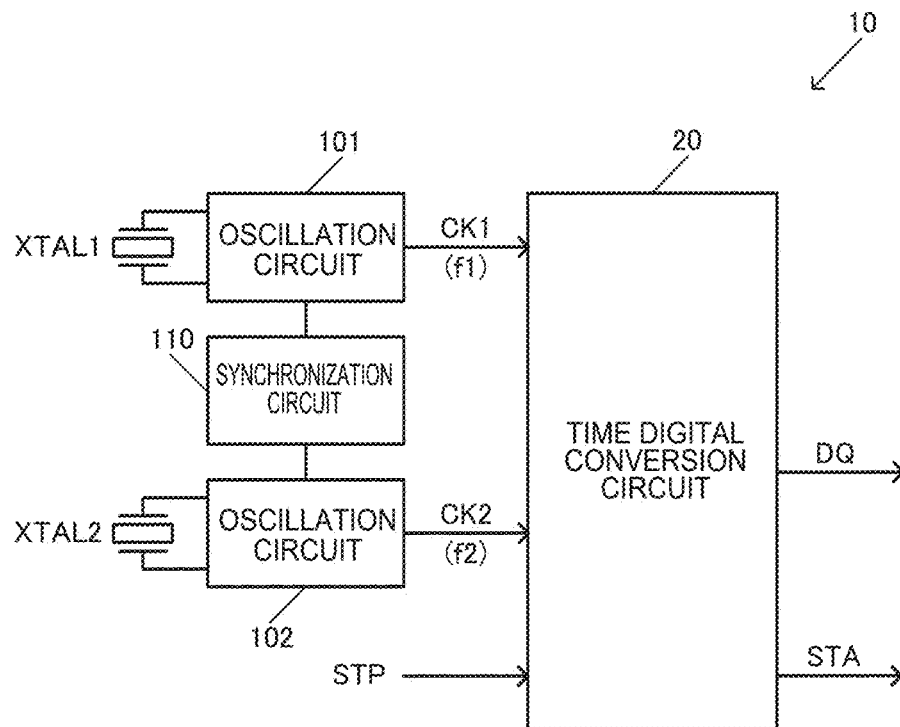 10
101
20
XTAL1
OSCILLATION
CIRCUIT
CK1
(f1)
110
SYNCHRONIZATION
CIRCUIT
TIME DIGITAL
CONVERSION
CIRCUIT
DQ
XTAL2
OSCILLATION
CIRCUIT
CK2
(f2)
102
STP
STA